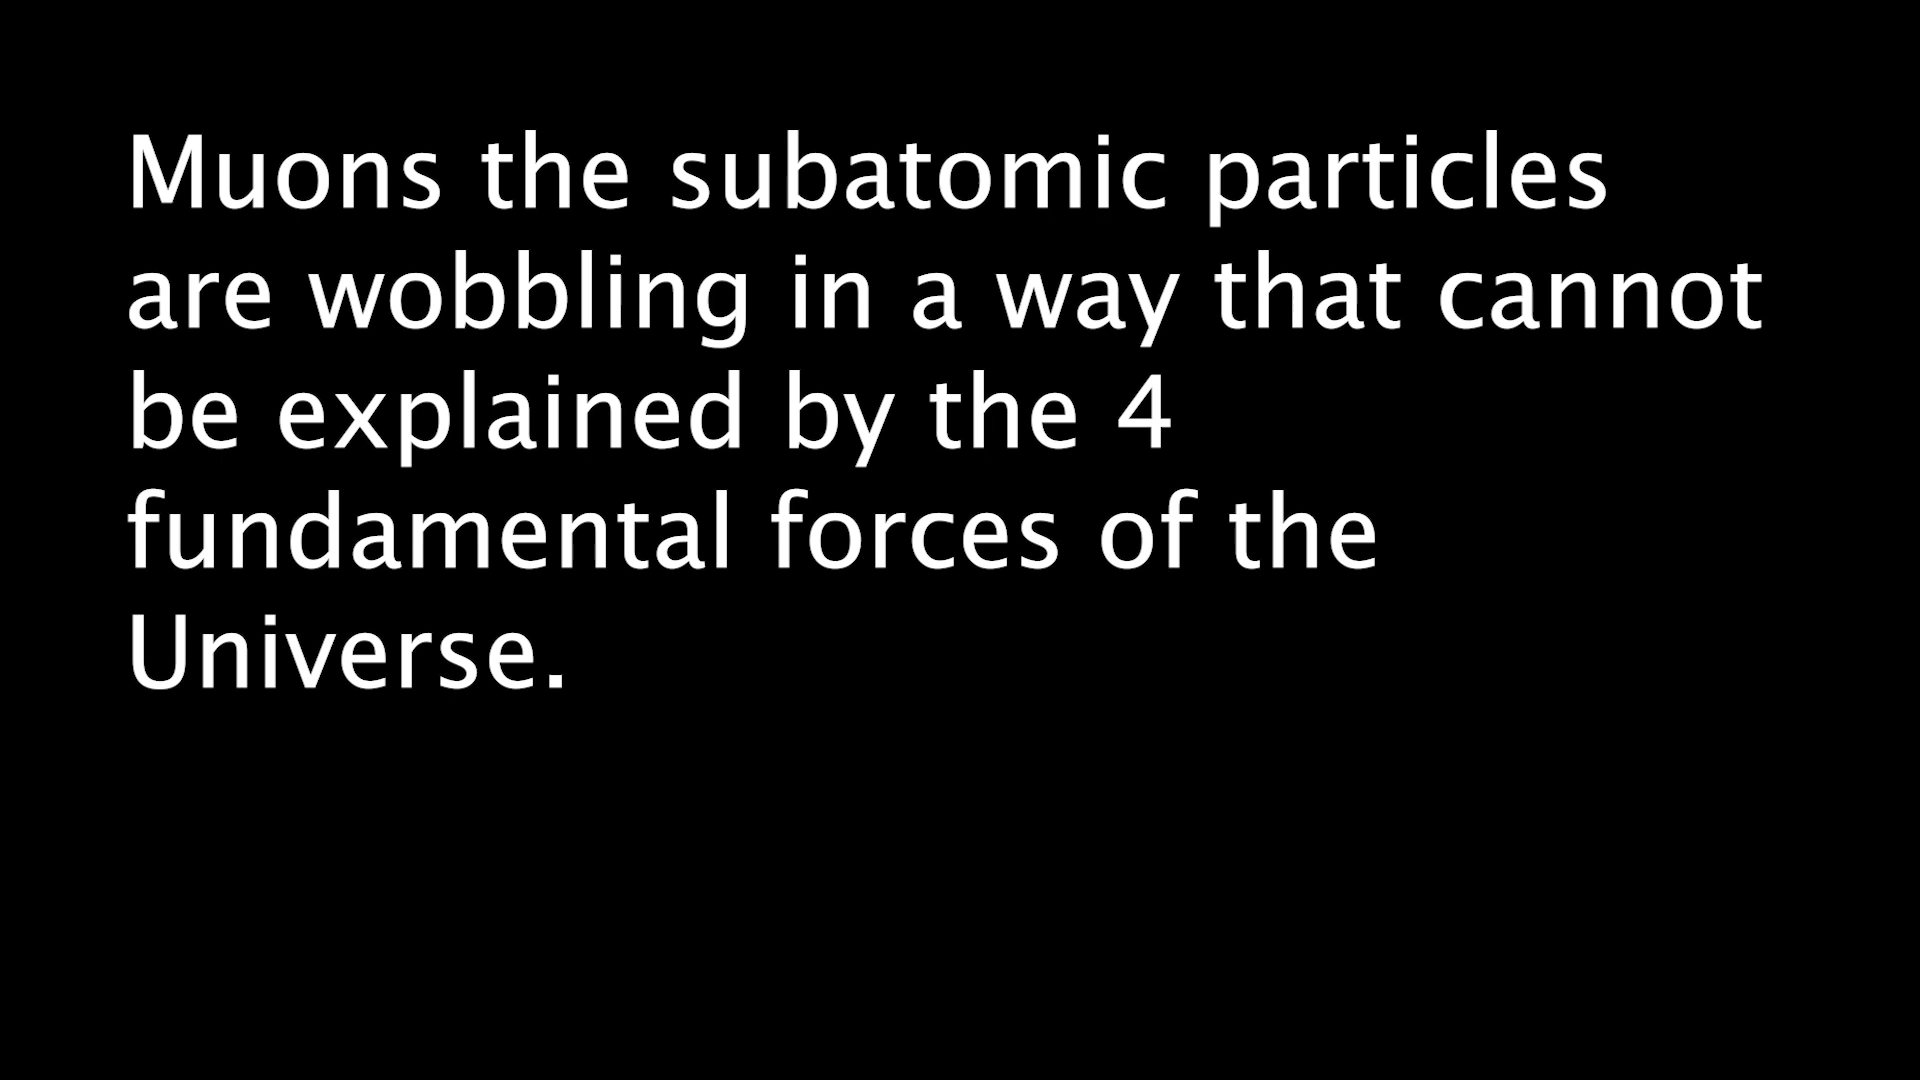 Muons the subatomic particles
are wobbling in a way that cannot
be explained by the 4
fundamental forces of the
Universe.